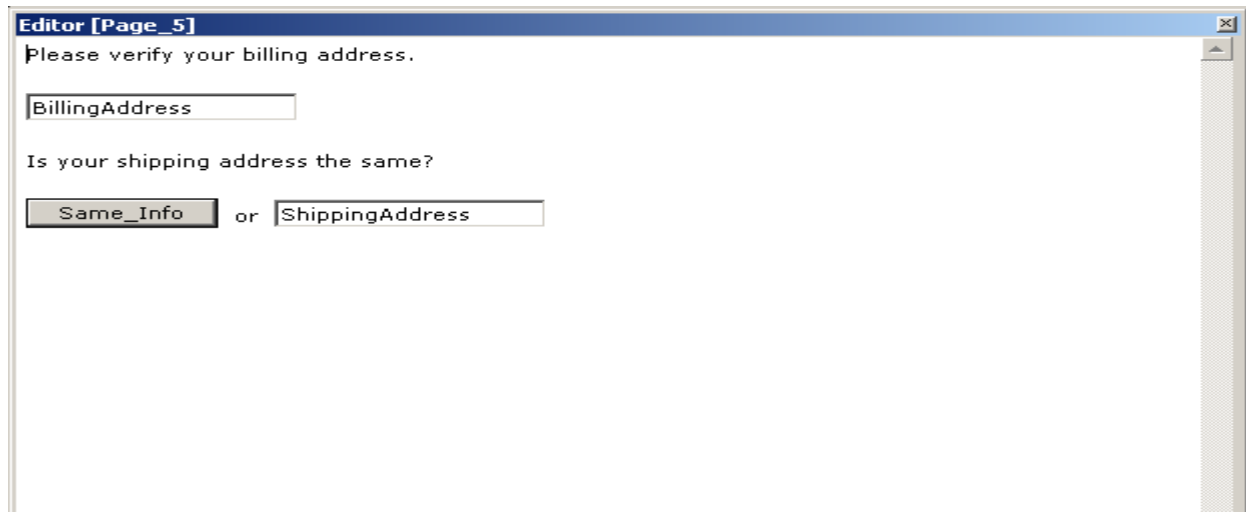 Editor [Page_5]
Please verify your billing address.
BillingAddress
Is your shipping address the same?
Same_Info or ShippingAddress